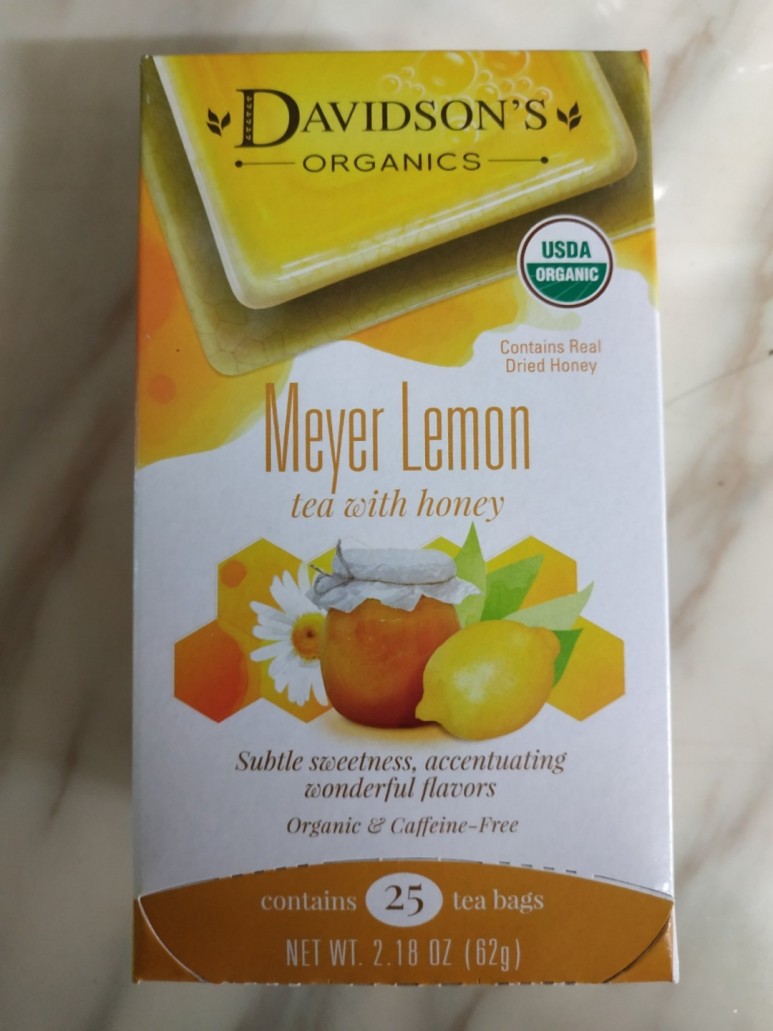 DAVIDSON'S
ORGANICS
USDA
ORGANIC
Contains Real
Dried Honey
Meyer Lemon
tea with honey
Subtle sweetness, accentuating
wonderful flavors
Organic & Caffeine-Free
contains 25 tea bags
NET WT. 2.18 OZ (62g)